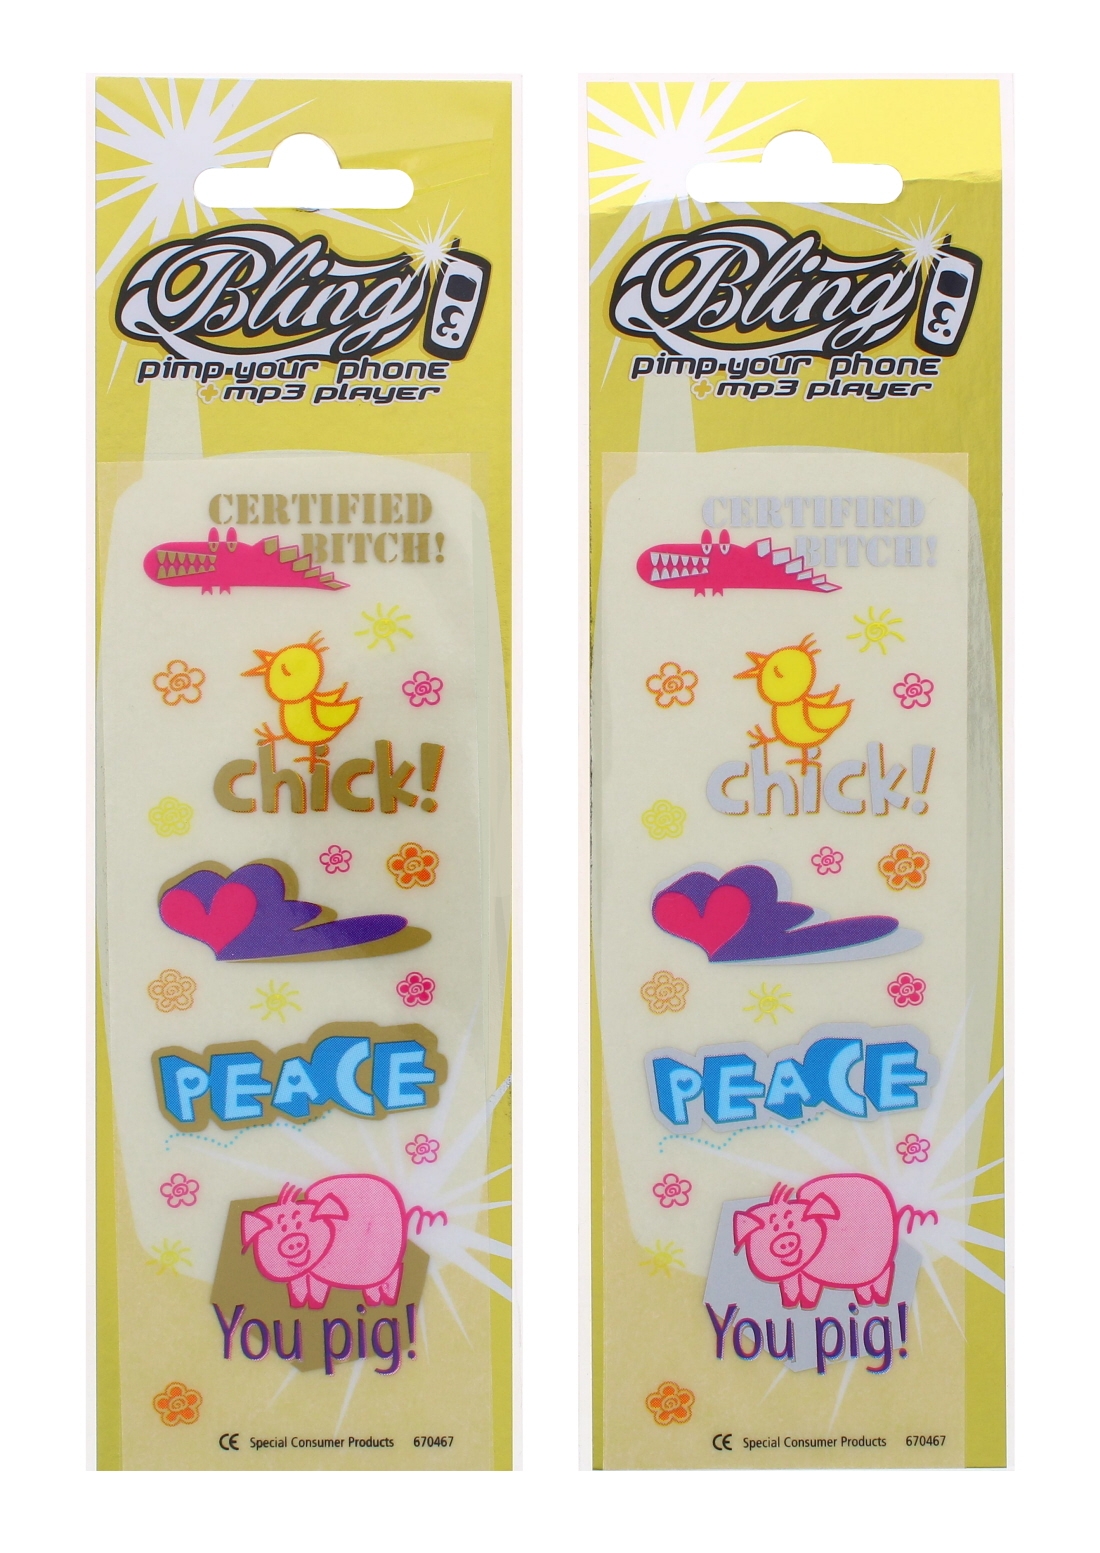 Bling
pimp•your phone
+mp3 player
CERTIFIED
BITCH!
chick!
PEACE
You pig!
CE Special Consumer Products 670467
Bling
pimp•your phone
+mp3 player
CERTIFIED
BITCH!
chick!
PEACE
You pig!
CE Special Consumer Products 670467